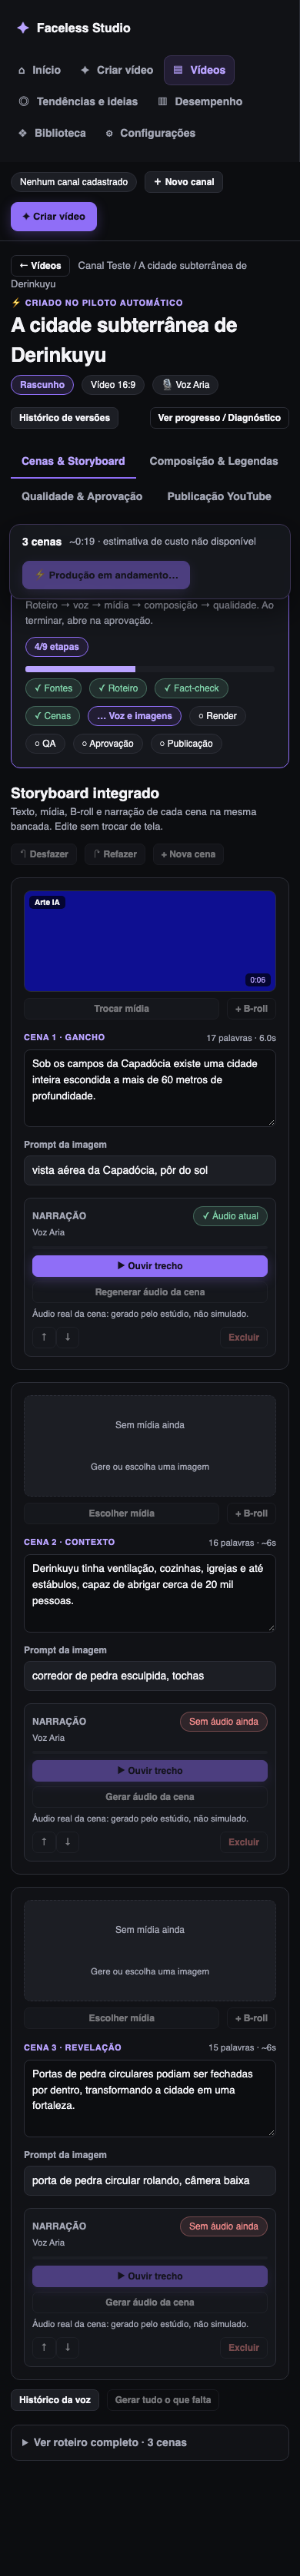 Faceless Studio
Início Criar vídeo Vídeos
Tendências e ideias Desempenho
Biblioteca Configurações
Nenhum canal cadastrado + Novo canal
✦ Criar vídeo
← Vídeos Canal Teste / A cidade subterrânea de
Derinkuyu
⚡ CRIADO NO PILOTO AUTOMÁTICO
A cidade subterrânea de
Derinkuyu
Rascunho Vídeo 16:9 🎙 Voz Aria
Histórico de versões Ver progresso / Diagnóstico
Cenas & Storyboard Composição & Legendas
Qualidade & Aprovação Publicação YouTube
3 cenas ~0:19 · estimativa de custo não disponível
⚡ Produção em andamento...
Roteiro → voz → mídia → composição → qualidade. Ao
terminar, abre na aprovação.
4/9 etapas
✓ Fontes ✓ Roteiro ✓ Fact-check
✓ Cenas … Voz e imagens ○ Render
○ QA ○ Aprovação ○ Publicação
Storyboard integrado
Texto, mídia, B-roll e narração de cada cena na mesma
bancada. Edite sem trocar de tela.
↰ Desfazer ↱ Refazer + Nova cena
Arte IA
0:06
Trocar mídia + B-roll
CENA 1 · GANCHO 17 palavras · 6.0s
Sob os campos da Capadócia existe uma cidade
inteira escondida a mais de 60 metros de
profundidade.
Prompt da imagem
vista aérea da Capadócia, pôr do sol
NARRAÇÃO ✓ Áudio atual
Voz Aria
▶ Ouvir trecho
Regenerar áudio da cena
Áudio real da cena: gerado pelo estúdio, não simulado.
↑ ↓ Excluir
Sem mídia ainda
Gere ou escolha uma imagem
Escolher mídia + B-roll
CENA 2 · CONTEXTO 16 palavras · ~6s
Derinkuyu tinha ventilação, cozinhas, igrejas e até
estábulos, capaz de abrigar cerca de 20 mil
pessoas.
Prompt da imagem
corredor de pedra esculpida, tochas
NARRAÇÃO Sem áudio ainda
Voz Aria
▶ Ouvir trecho
Gerar áudio da cena
Áudio real da cena: gerado pelo estúdio, não simulado.
↑ ↓ Excluir
Sem mídia ainda
Gere ou escolha uma imagem
Escolher mídia + B-roll
CENA 3 · REVELAÇÃO 15 palavras · ~6s
Portas de pedra circulares podiam ser fechadas
por dentro, transformando a cidade em uma
fortaleza.
Prompt da imagem
porta de pedra circular rolando, câmera baixa
NARRAÇÃO Sem áudio ainda
Voz Aria
▶ Ouvir trecho
Gerar áudio da cena
Áudio real da cena: gerado pelo estúdio, não simulado.
↑ ↓ Excluir
Histórico da voz Gerar tudo o que falta
▶ Ver roteiro completo · 3 cenas